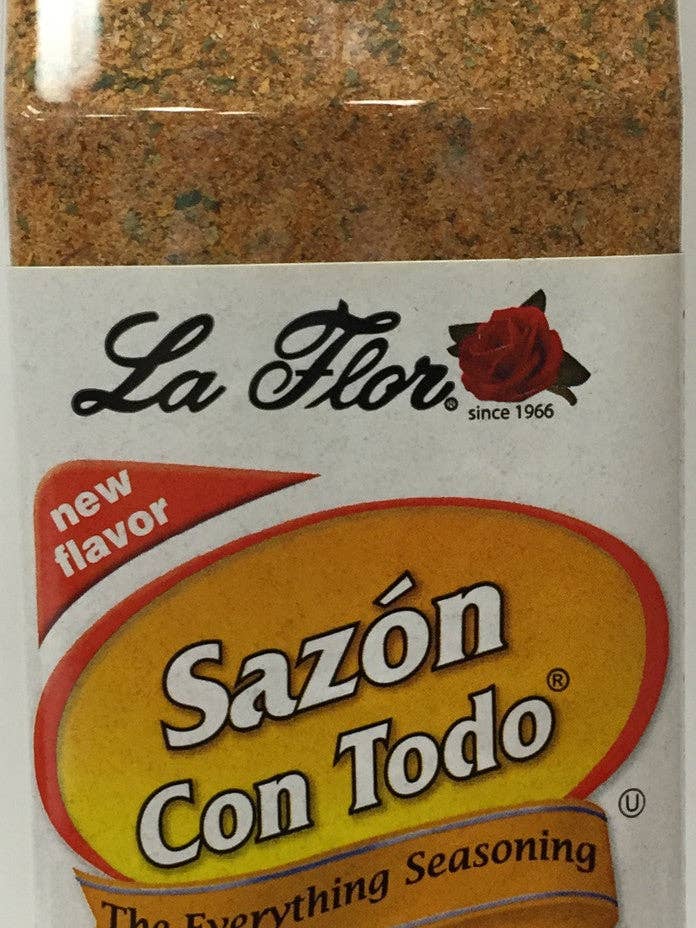 La Flor®
since 1966
new
flavor
Sazón
Con Todo®
Ⓤ
The Everything Seasoning